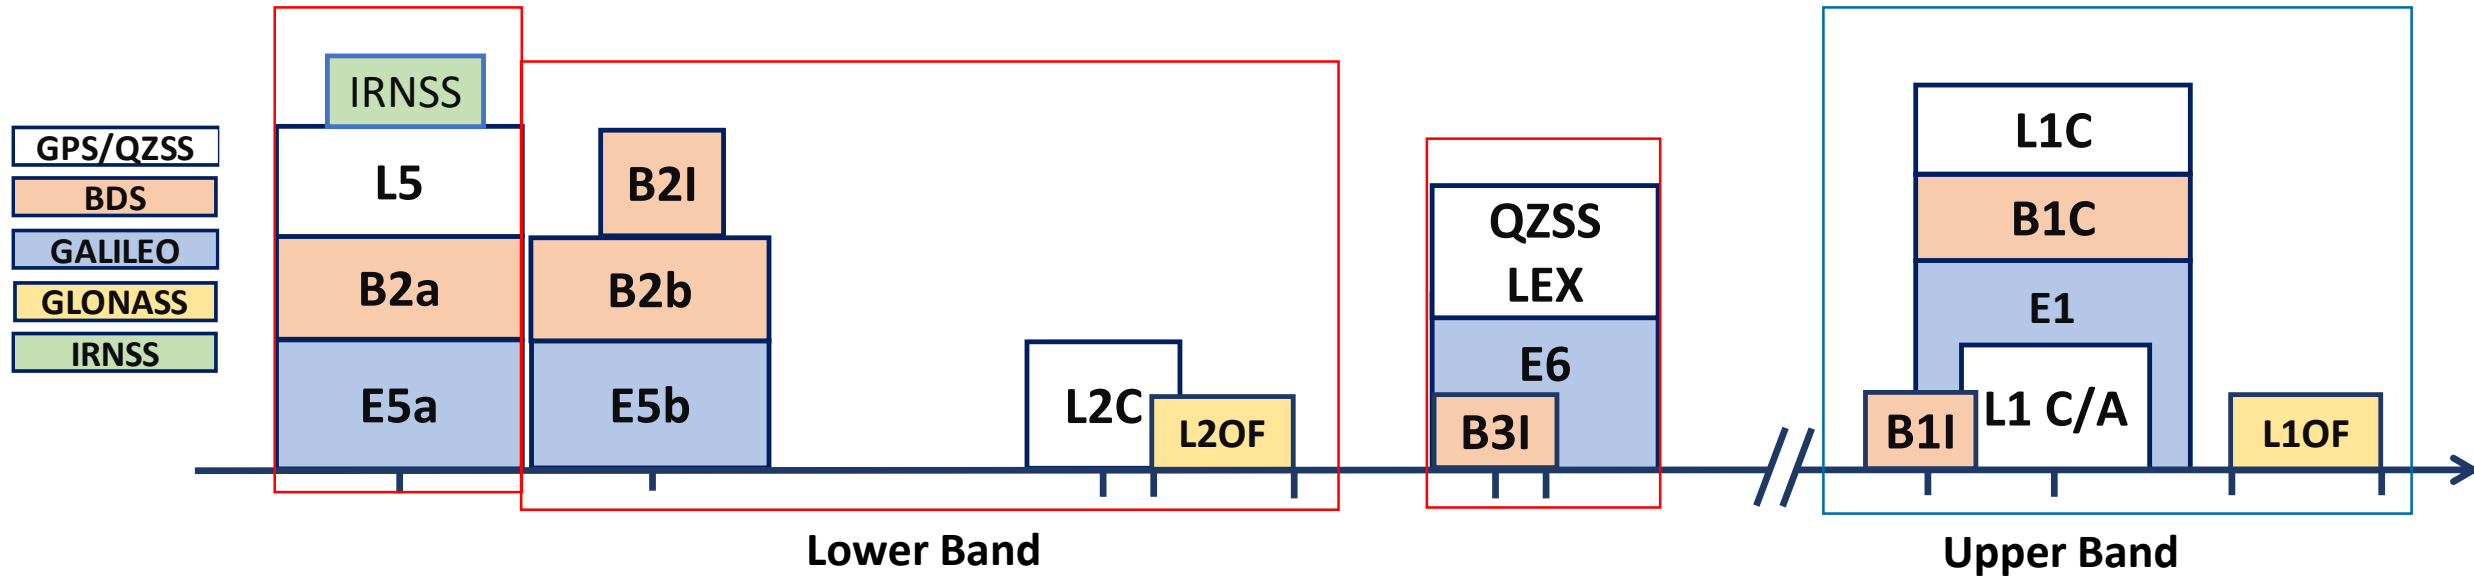 GPS/QZSS
BDS
GALILEO
GLONASS
IRNSS
IRNSS
L5
B2a
E5a
B2I
B2b
E5b
L2C
L2OF
QZSS
LEX
E6
B3I
L1C
B1C
E1
B1I
L1 C/A
L1OF
Lower Band
Upper Band